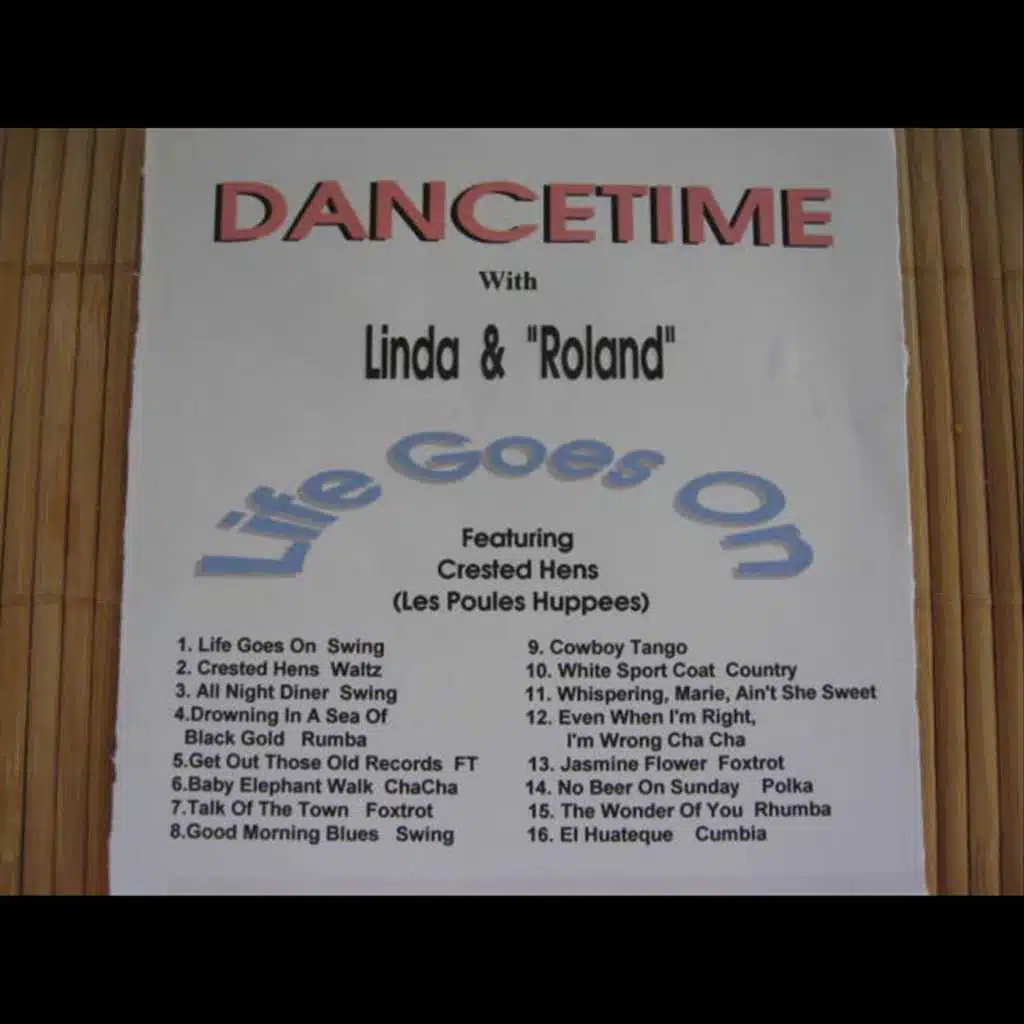 DANCETIME
With
Linda & "Roland"
Life Goes On
Featuring
Crested Hens
(Les Poules Huppees)
1. Life Goes On Swing
2. Crested Hens Waltz
3. All Night Diner Swing
4.Drowning In A Sea Of
Black Gold Rumba
5.Get Out Those Old Records FT
6.Baby Elephant Walk ChaCha
7.Talk Of The Town Foxtrot
8.Good Morning Blues Swing
9. Cowboy Tango
10. White Sport Coat Country
11. Whispering, Marie, Ain't She Sweet
12. Even When I'm Right,
I'm Wrong Cha Cha
13. Jasmine Flower Foxtrot
14. No Beer On Sunday Polka
15. The Wonder Of You Rhumba
16. El Huateque Cumbia